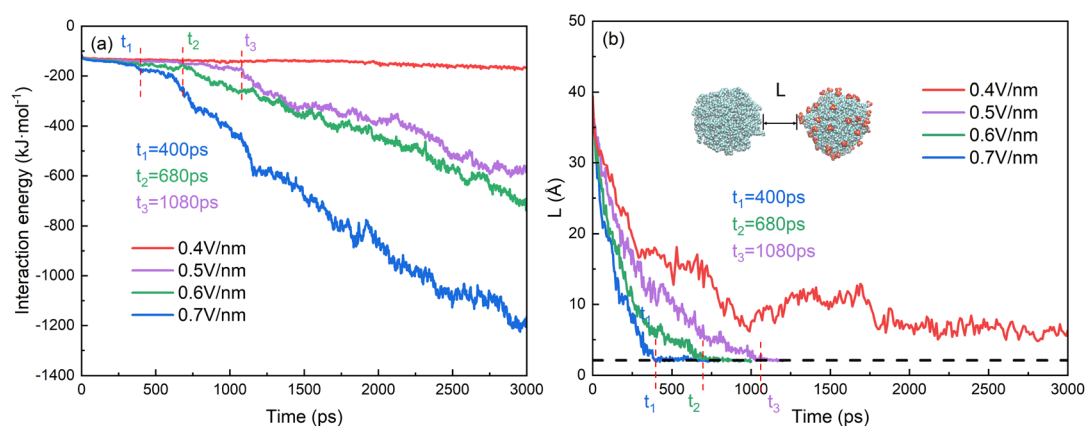 (a)
t₁
t₂
t₃
Interaction energy (kJ·mol⁻¹)
0
-200
-400
-600
-800
-1000
-1200
-1400
t₁=400ps
t₂=680ps
t₃=1080ps
0.4V/nm
0.5V/nm
0.6V/nm
0.7V/nm
0 500 1000 1500 2000 2500 3000
Time (ps)
(b)
L (Å)
50
40
30
20
10
0
L
0.4V/nm
0.5V/nm
0.6V/nm
0.7V/nm
t₁=400ps
t₂=680ps
t₃=1080ps
0 500 1000 1500 2000 2500 3000
t₁
t₂
t₃
Time (ps)